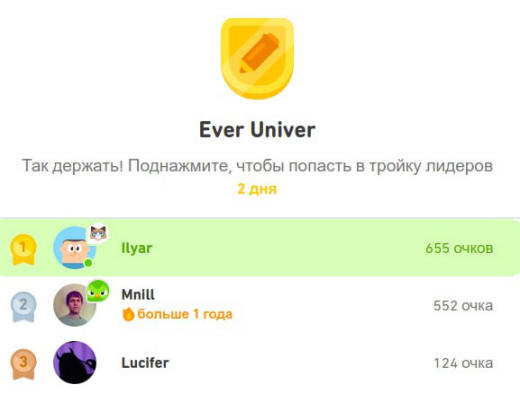 Ever Univer
Так держать! Поднажмите, чтобы попасть в тройку лидеров
2 дня
1 Ilyar 655 очков
2 Mnill 552 очка
больше 1 года
3 Lucifer 124 очка